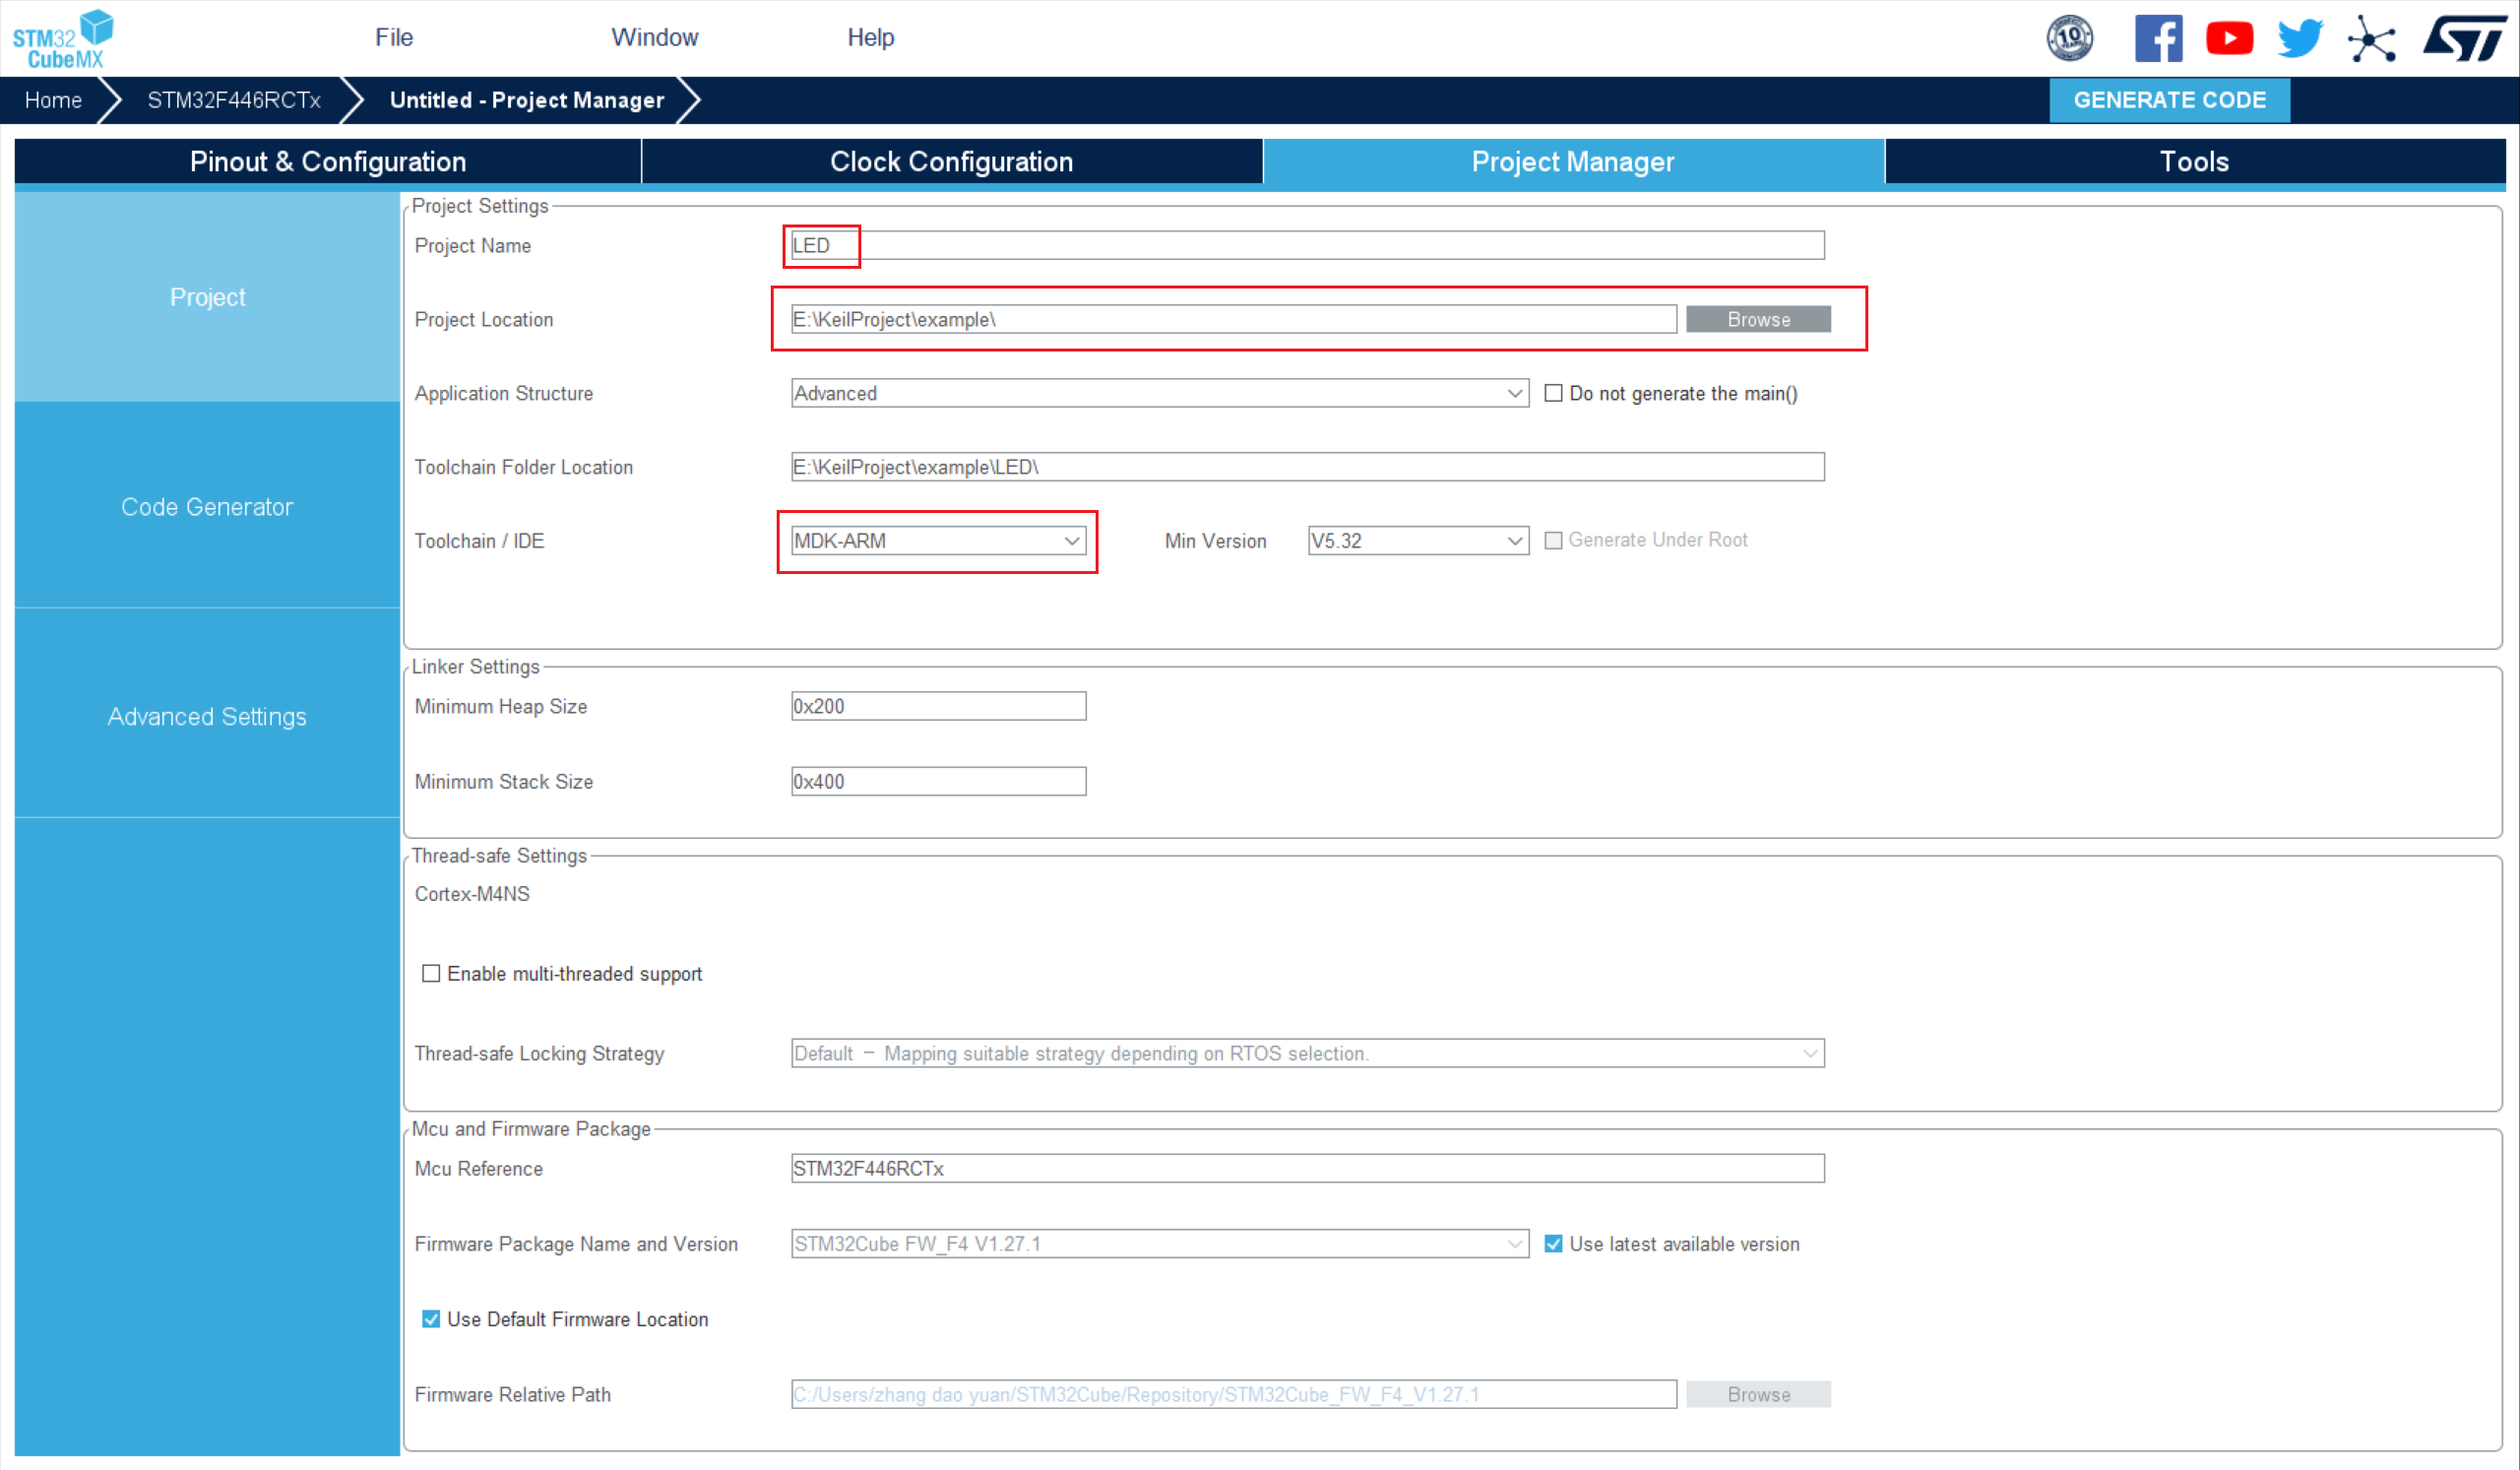 STM32
CubeMX
File
Window
Help
10
YEARS
ST
Home
STM32F446RCTx
Untitled - Project Manager
GENERATE CODE
Pinout & Configuration
Clock Configuration
Project Manager
Tools
Project
Code Generator
Advanced Settings
Project Settings
Project Name
LED
Project Location
E:\KeilProject\example\
Browse
Application Structure
Advanced
Do not generate the main()
Toolchain Folder Location
E:\KeilProject\example\LED\
Toolchain / IDE
MDK-ARM
Min Version
V5.32
Generate Under Root
Linker Settings
Minimum Heap Size
0x200
Minimum Stack Size
0x400
Thread-safe Settings
Cortex-M4NS
Enable multi-threaded support
Thread-safe Locking Strategy
Default – Mapping suitable strategy depending on RTOS selection.
Mcu and Firmware Package
Mcu Reference
STM32F446RCTx
Firmware Package Name and Version
STM32Cube FW_F4 V1.27.1
Use latest available version
Use Default Firmware Location
Firmware Relative Path
C:/Users/zhang dao yuan/STM32Cube/Repository/STM32Cube_FW_F4_V1.27.1
Browse